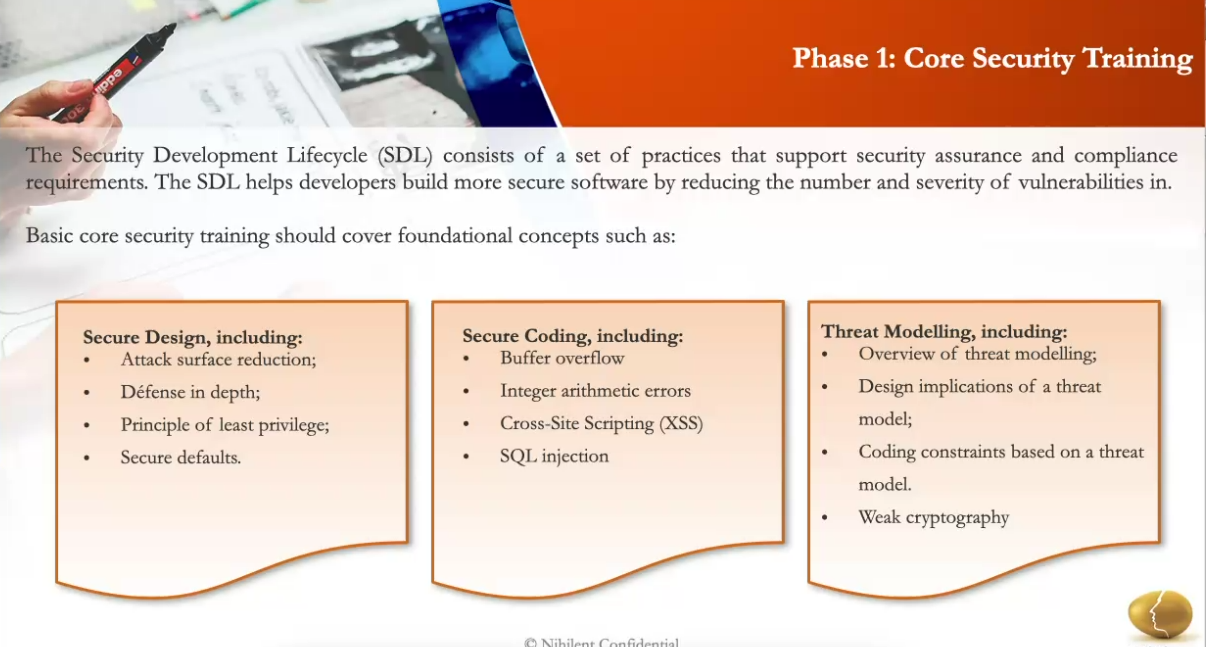 Phase 1: Core Security Training
The Security Development Lifecycle (SDL) consists of a set of practices that support security assurance and compliance
requirements. The SDL helps developers build more secure software by reducing the number and severity of vulnerabilities in.
Basic core security training should cover foundational concepts such as:
Secure Design, including:
• Attack surface reduction;
• Défense in depth;
• Principle of least privilege;
• Secure defaults.
Secure Coding, including:
• Buffer overflow
• Integer arithmetic errors
• Cross-Site Scripting (XSS)
• SQL injection
Threat Modelling, including:
• Overview of threat modelling;
• Design implications of a threat
model;
• Coding constraints based on a threat
model.
• Weak cryptography
© Nihilent Confidential
edding